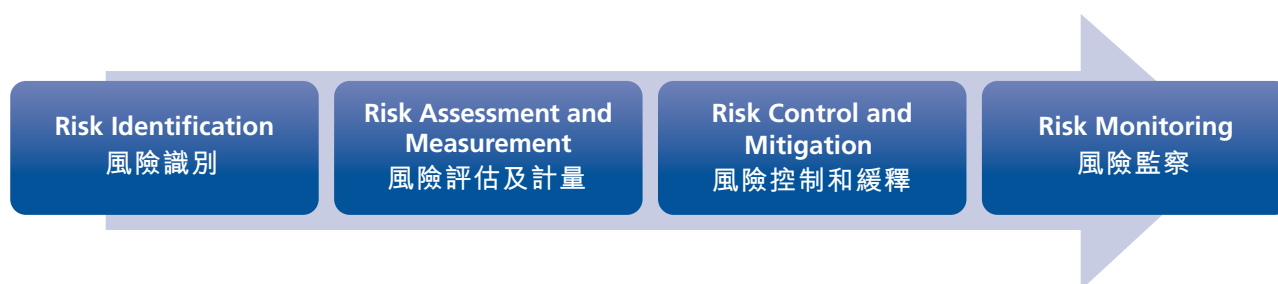 Risk Identification
風險識別
Risk Assessment and
Measurement
風險評估及計量
Risk Control and
Mitigation
風險控制和緩釋
Risk Monitoring
風險監察